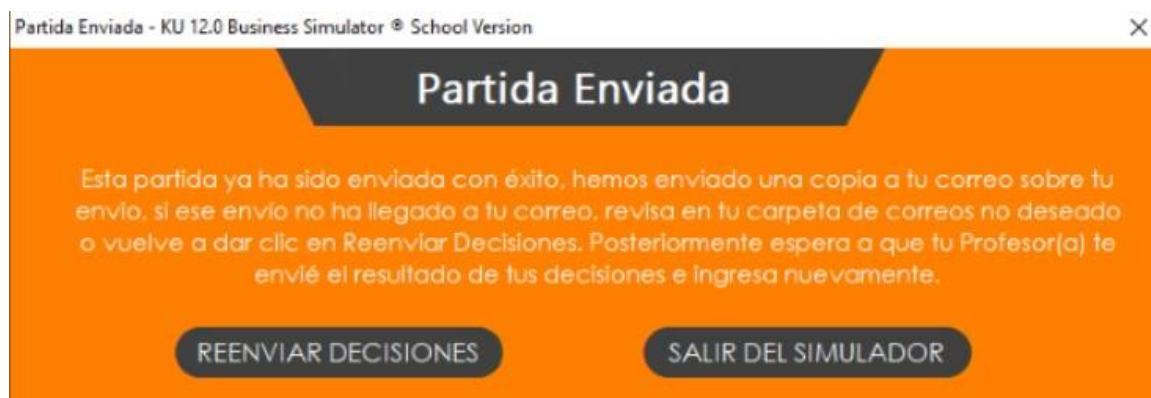 Partida Enviada - KU 12.0 Business Simulator ® School Version
Partida Enviada
Esta partida ya ha sido enviada con éxito, hemos enviado una copia a tu correo sobre tu
envio, si ese envio no ha llegado a tu correo, revisa en tu carpeta de correos no deseado
o vuelve a dar clic en Reenviar Decisiones. Posteriormente espera a que tu Profesor(a) te
envié el resultado de tus decisiones e ingresa nuevamente.
REENVIAR DECISIONES
SALIR DEL SIMULADOR